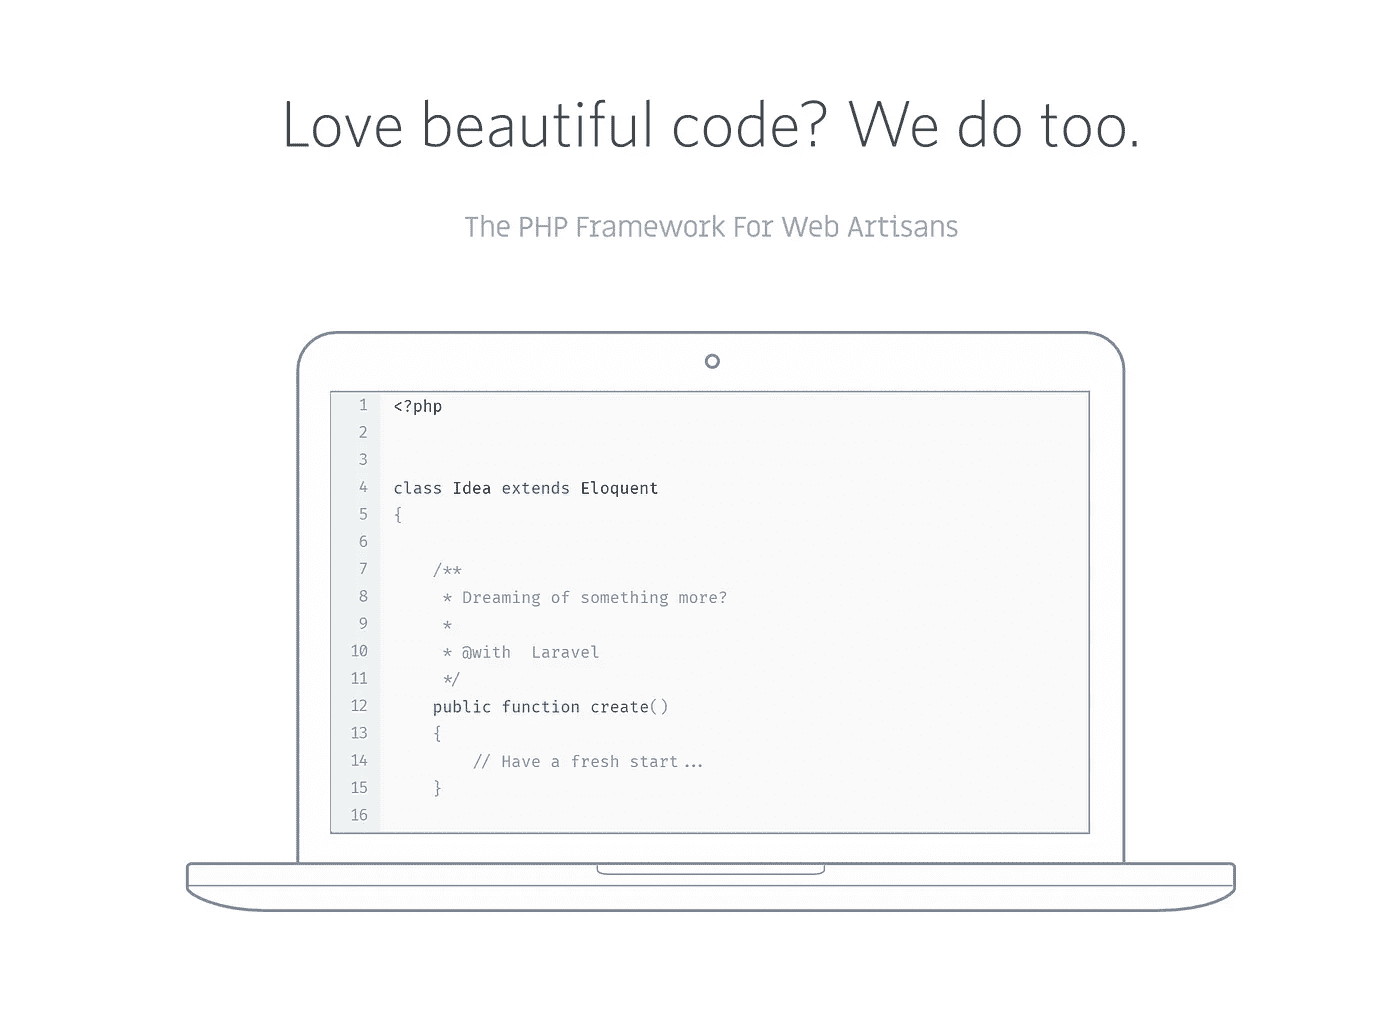 Love beautiful code? We do too.
The PHP Framework For Web Artisans
1 <?php
2
3
4 class Idea extends Eloquent
5 {
6
7     /**
8      * Dreaming of something more?
9      *
10      * @with  Laravel
11      */
12     public function create()
13     {
14         // Have a fresh start...
15     }
16